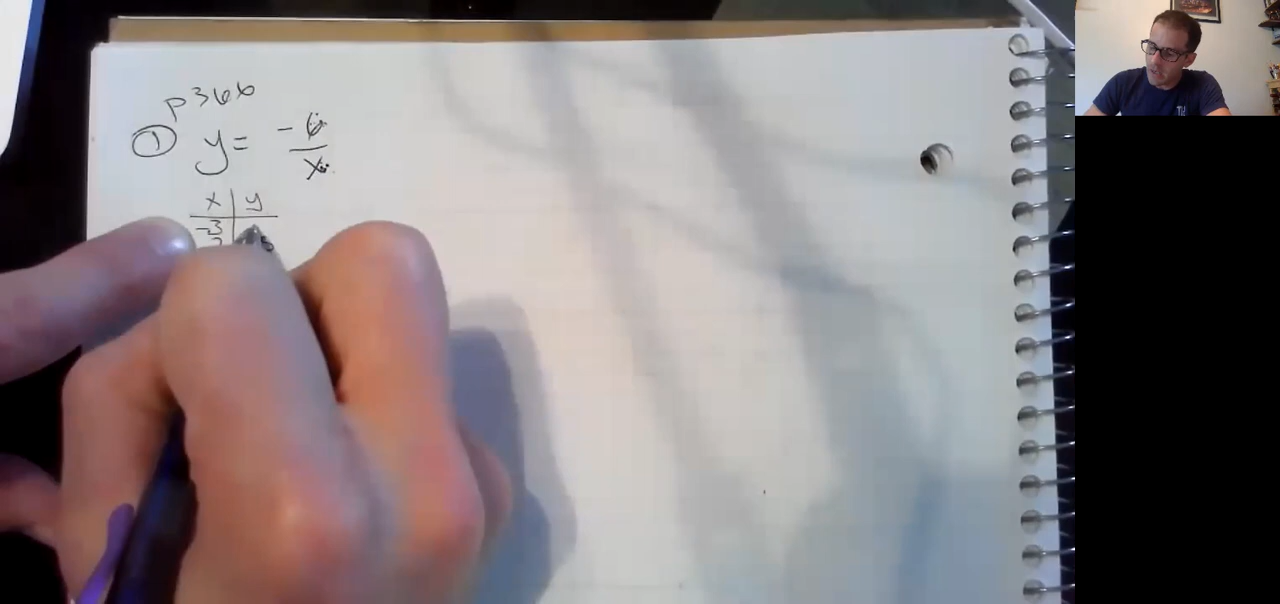 p366
① y = -6/x
x | y
-3